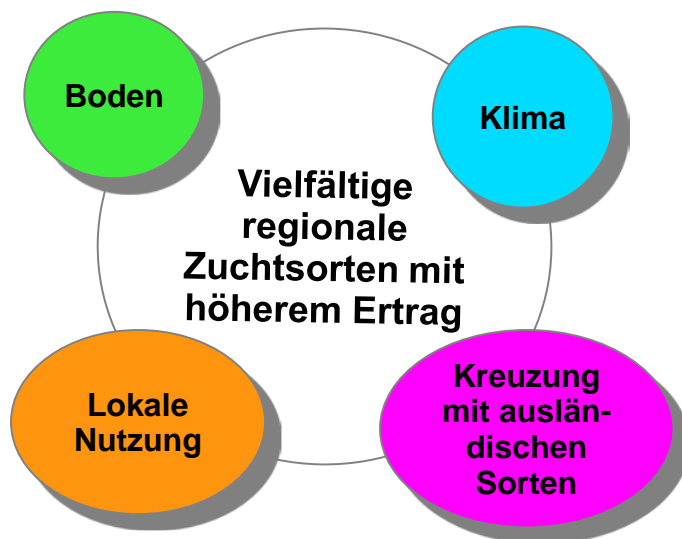 Boden
Klima
Vielfältige
regionale
Zuchtsorten mit
höherem Ertrag
Lokale
Nutzung
Kreuzung
mit auslän-
dischen
Sorten